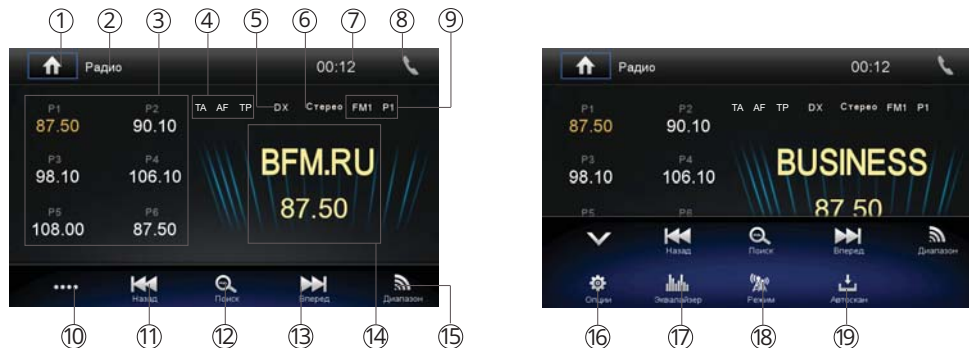 ① ② ③ ④ ⑤ ⑥ ⑦ ⑧ ⑨
Радио 00:12
P1 P2 TA AF TP DX Стерео FM1 P1
87.50 90.10
P3 P4 BFM.RU
98.10 106.10
P5 P6 87.50
108.00 87.50
Назад Поиск Вперед Диапазон
⑩ ⑪ ⑫ ⑬ ⑭ ⑮
Радио 00:12
P1 P2 TA AF TP DX Стерео FM1 P1
87.50 90.10
P3 P4 BUSINESS
98.10 106.10
P5 P6 87.50
Назад Поиск Вперед Диапазон
Опции Эквалайзер Режим Автоскан
⑯ ⑰ ⑱ ⑲